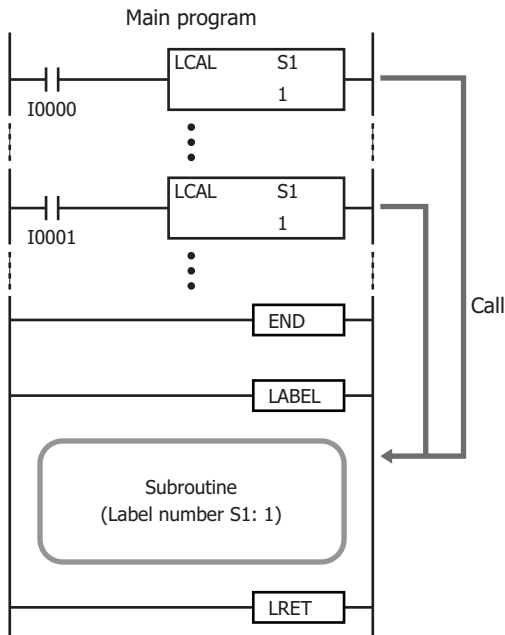 Main program
LCAL S1
1
I0000
LCAL S1
1
I0001
END
Call
LABEL
Subroutine
(Label number S1: 1)
LRET